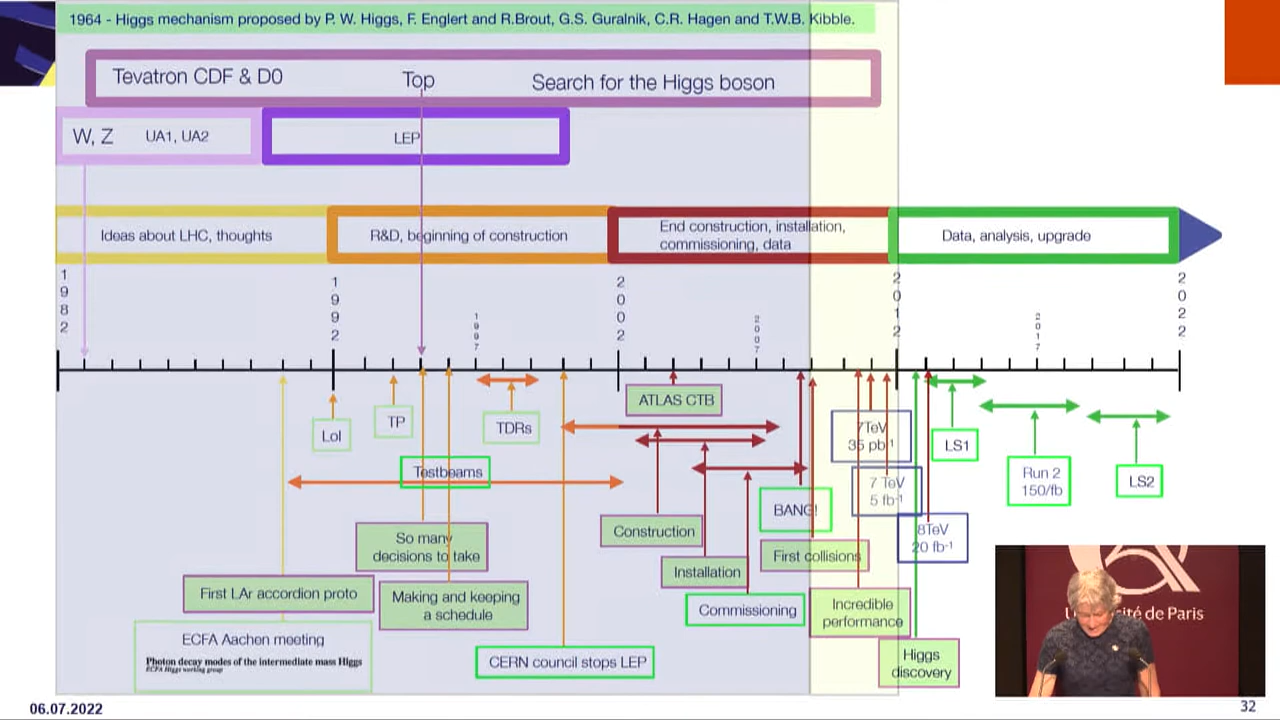 1964 - Higgs mechanism proposed by P. W. Higgs, F. Englert and R.Brout, G.S. Guralnik, C.R. Hagen and T.W.B. Kibble.
Tevatron CDF & D0
Top
Search for the Higgs boson
W, Z
UA1, UA2
LEP
Ideas about LHC, thoughts
R&D, beginning of construction
End construction, installation,
commissioning, data
Data, analysis, upgrade
1982
1992
1997
2002
2007
2012
2017
2022
LoI
TP
TDRs
ATLAS CTB
7TeV
35 pb-1
LS1
Testbeams
7 TeV
5 fb-1
Run 2
150/fb
LS2
BANG!
So many
decisions to take
Construction
8TeV
20 fb-1
First collisions
Installation
First LAr accordion proto
Making and keeping
a schedule
Commissioning
Incredible
performance
ECFA Aachen meeting
Photon decay modes of the intermediate mass Higgs
ECFA Higgs working group
CERN council stops LEP
Higgs
discovery
ité de Paris
06.07.2022
32